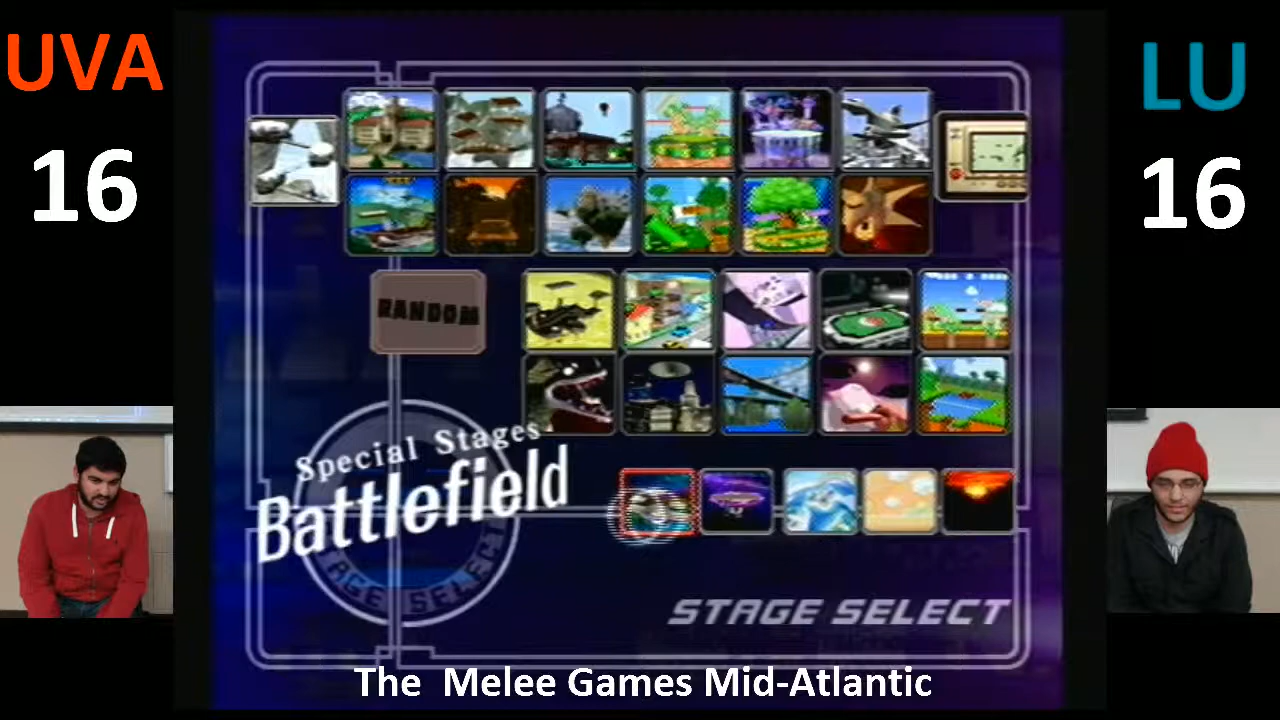 UVA
16
LU
16
RANDOM
Special Stages
Battlefield
STAGE SELECT
The Melee Games Mid-Atlantic